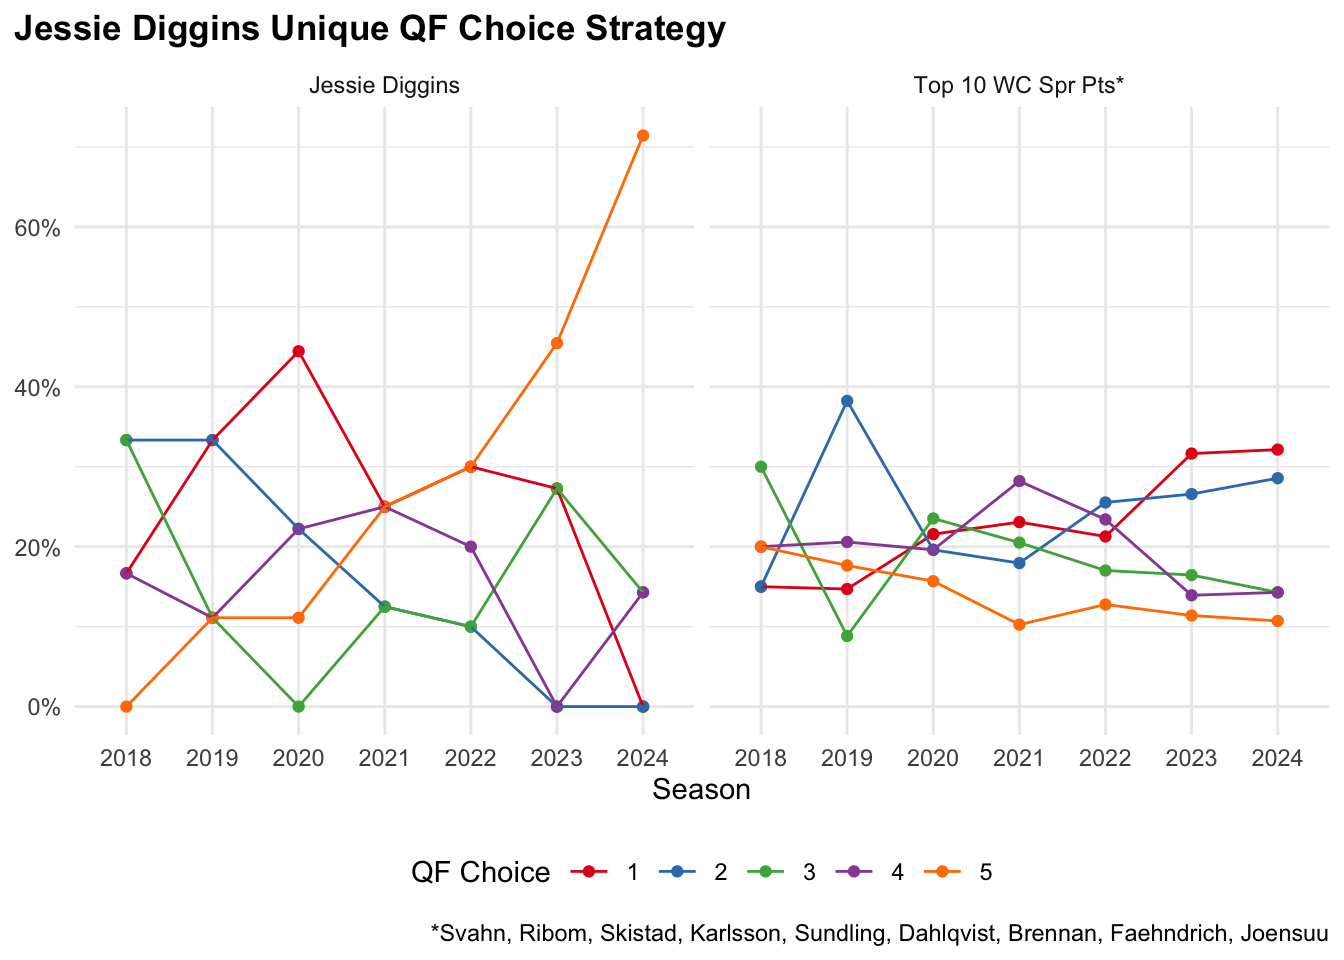 Jessie Diggins Unique QF Choice Strategy
Jessie Diggins
Top 10 WC Spr Pts*
60%
40%
20%
0%
2018 2019 2020 2021 2022 2023 2024
2018 2019 2020 2021 2022 2023 2024
Season
QF Choice 1 2 3 4 5
*Svahn, Ribom, Skistad, Karlsson, Sundling, Dahlqvist, Brennan, Faehndrich, Joensuu